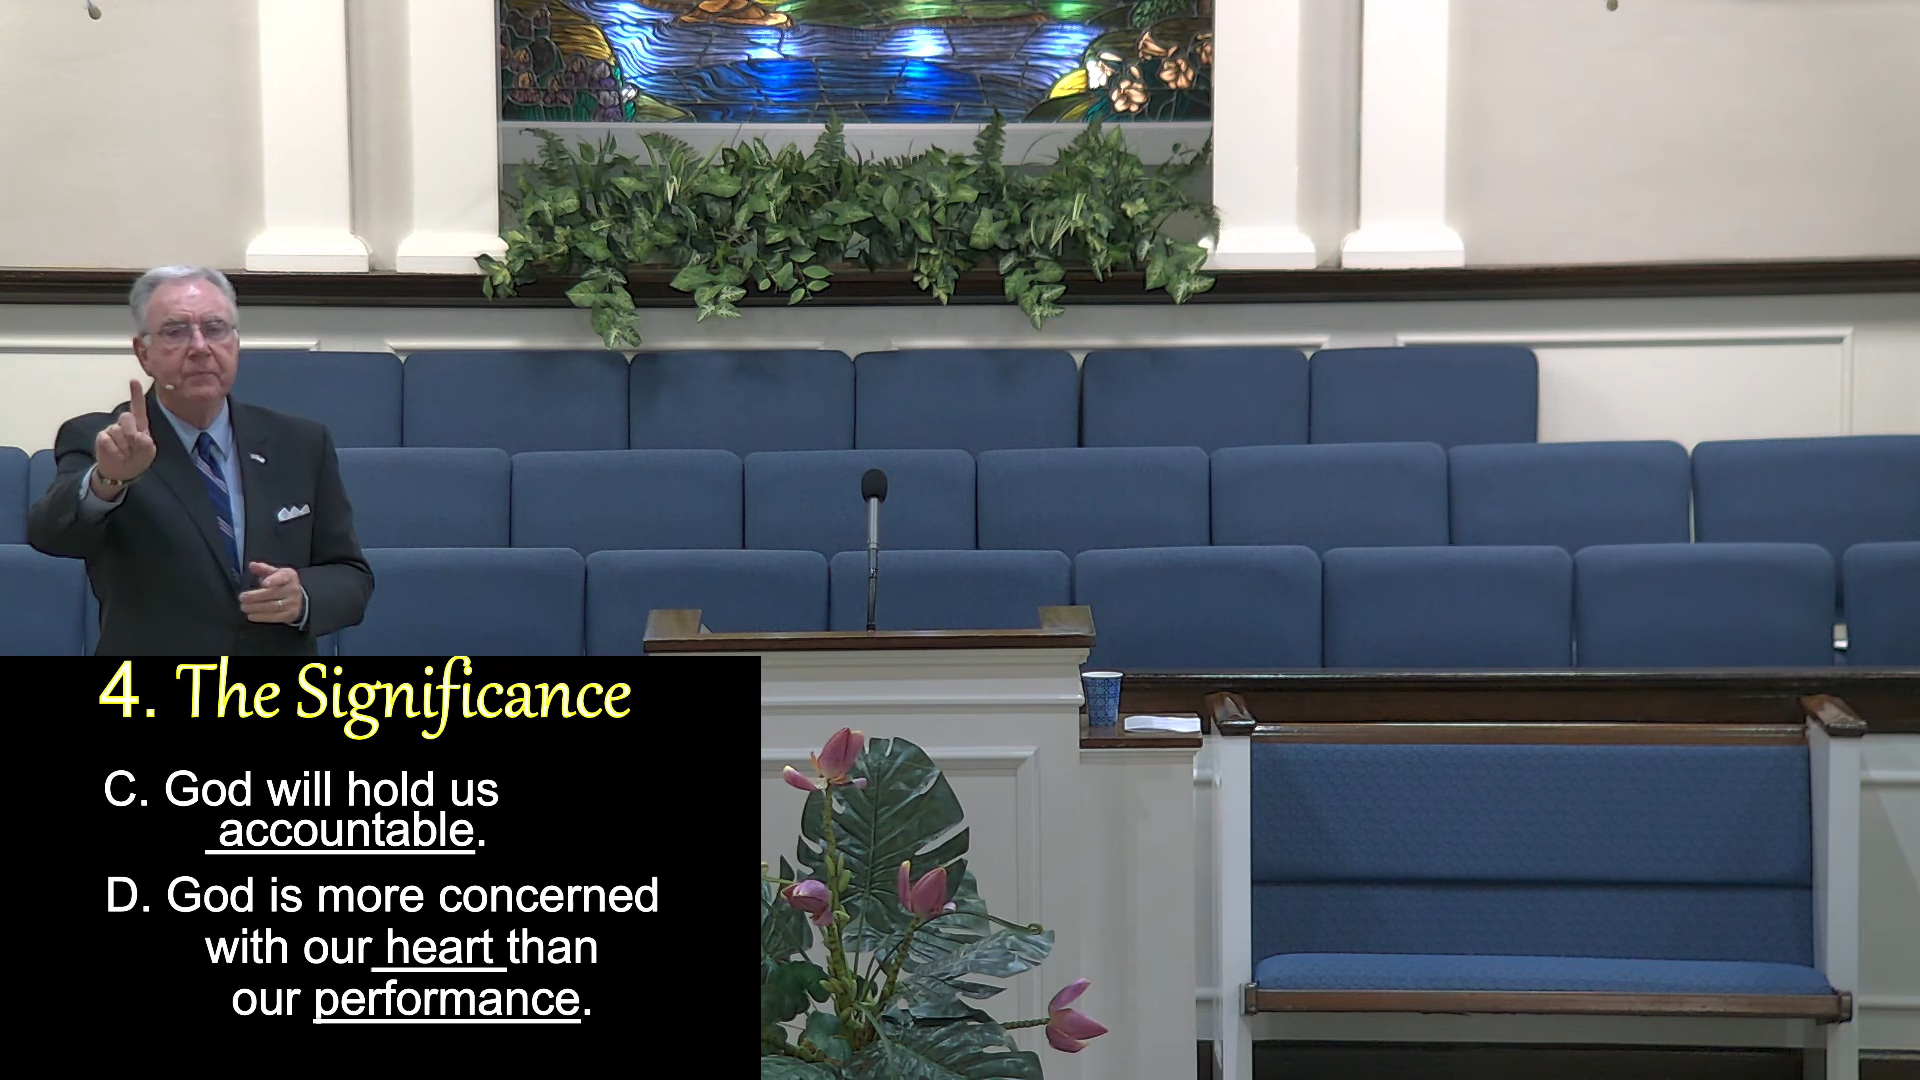 4. The Significance
C. God will hold us
accountable.
D. God is more concerned
with our heart than
our performance.